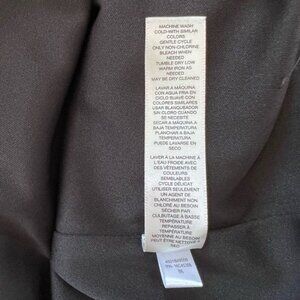 MACHINE WASH
COLD-WITH SIMILAR
COLORS
GENTLE CYCLE
ONLY NON-CHLORINE
BLEACH WHEN
NEEDED
TUMBLE DRY LOW
WARM IRON AS
NEEDED
MAY BE DRY CLEANED
LAVAR A MÁQUINA
CON AGUA FRIA EN
CICLO SUAVE CON
COLORES SIMILARES
USAR BLANQUEADOR
SIN CLORO CUANDO
SE NECESITE
SECAR A MÁQUINA A
BAJA TEMPERATURA
PLANCHAR A BAJA
TEMPERATURA
PUEDE LAVARSE EN
SECO
LAVER À LA MACHINE À
L'EAU FROIDE AVEC
DES VÊTEMENTS DE
COULEURS
SEMBLABLES
CYCLE DÉLICAT
UTILISER SEULEMENT
UN AGENT DE
BLANCHIMENT NON
CHLORÉ AU BESOIN
SÉCHER PAR
CULBUTAGE À BASSE
TEMPÉRATURE
REPASSER À
TEMPÉRATURE
MOYENNE AU BESOIN
PEUT ÊTRE NETTOYÉ À
SEC